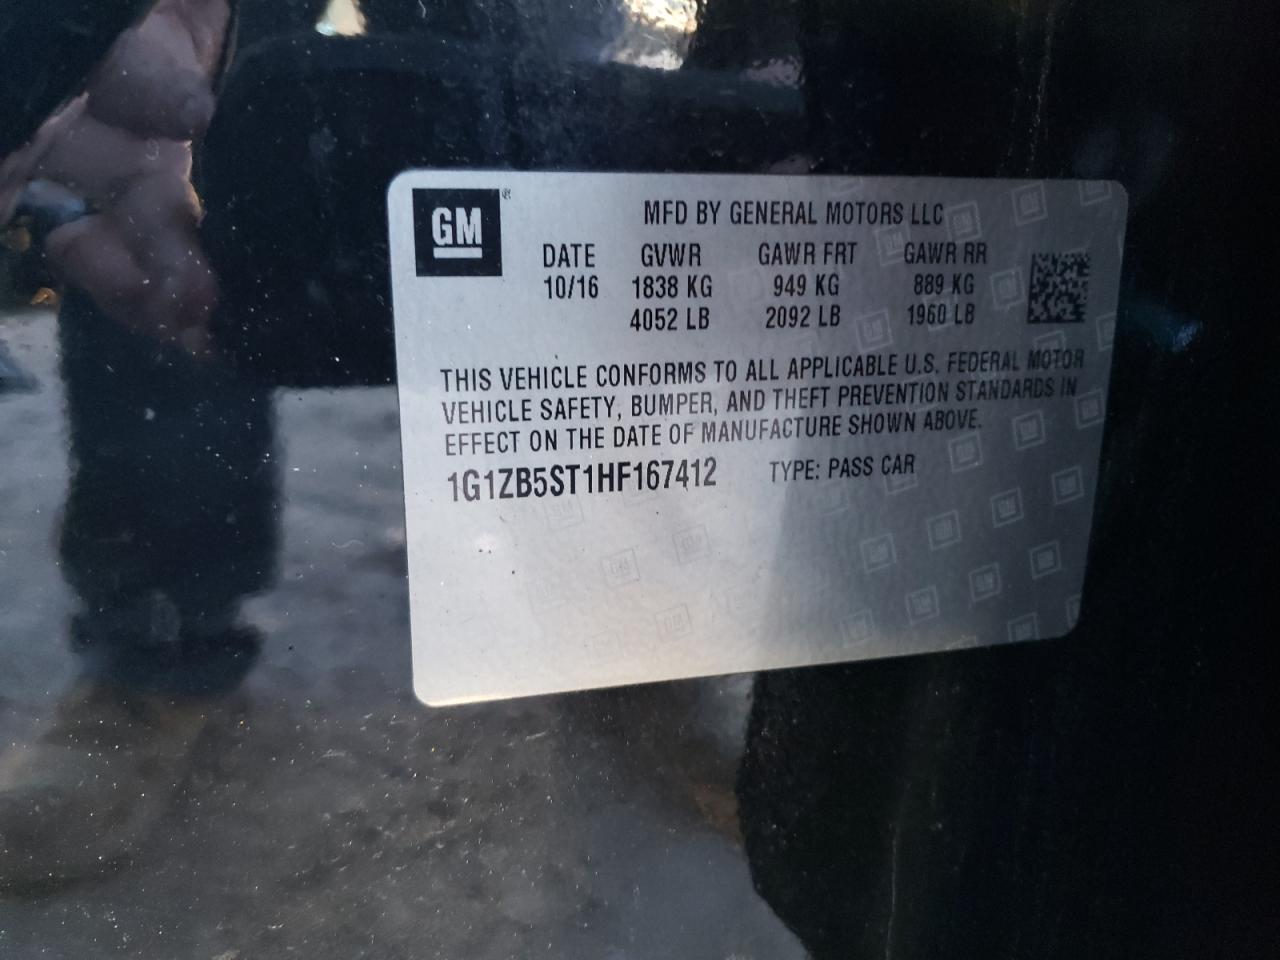 GM ®
MFD BY GENERAL MOTORS LLC
DATE GVWR GAWR FRT GAWR RR
10/16 1838 KG 949 KG 889 KG
4052 LB 2092 LB 1960 LB
THIS VEHICLE CONFORMS TO ALL APPLICABLE U.S. FEDERAL MOTOR
VEHICLE SAFETY, BUMPER, AND THEFT PREVENTION STANDARDS IN
EFFECT ON THE DATE OF MANUFACTURE SHOWN ABOVE.
1G1ZB5ST1HF167412 TYPE: PASS CAR